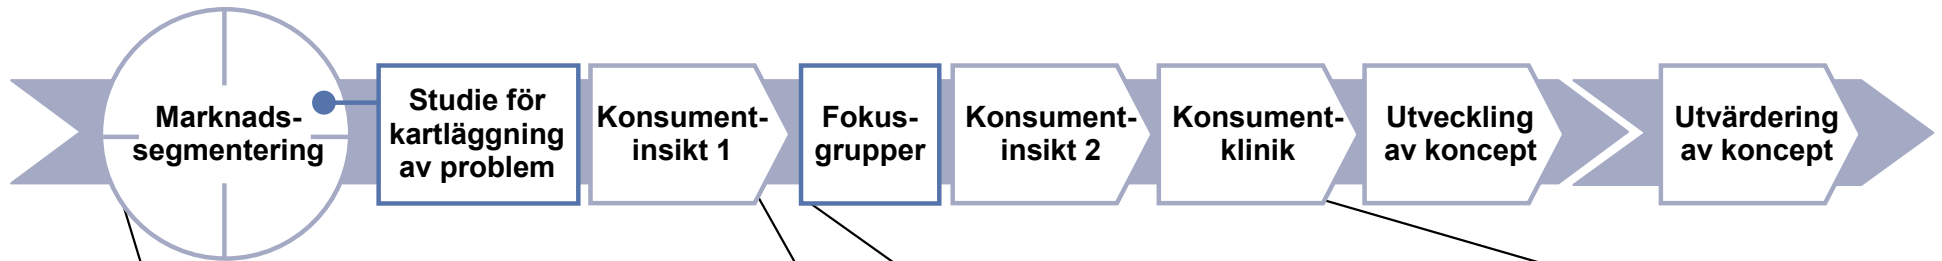 Marknads-
segmentering
Studie för
kartläggning
av problem
Konsument-
insikt 1
Fokus-
grupper
Konsument-
insikt 2
Konsument-
klinik
Utveckling
av koncept
Utvärdering
av koncept